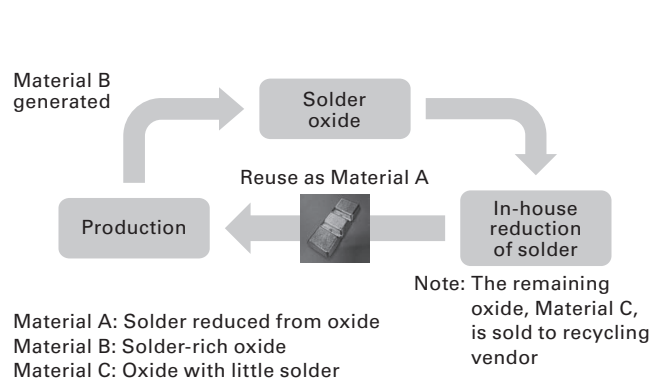 Material B
generated
Solder
oxide
Reuse as Material A
Production
In-house
reduction
of solder
Note: The remaining
oxide, Material C,
is sold to recycling
vendor
Material A: Solder reduced from oxide
Material B: Solder-rich oxide
Material C: Oxide with little solder